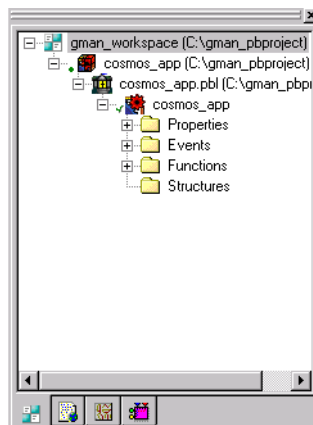 gman_workspace (C:\gman_pbproject)
cosmos_app (C:\gman_pbproject)
cosmos_app.pbl (C:\gman_pbpr
cosmos_app
Properties
Events
Functions
Structures